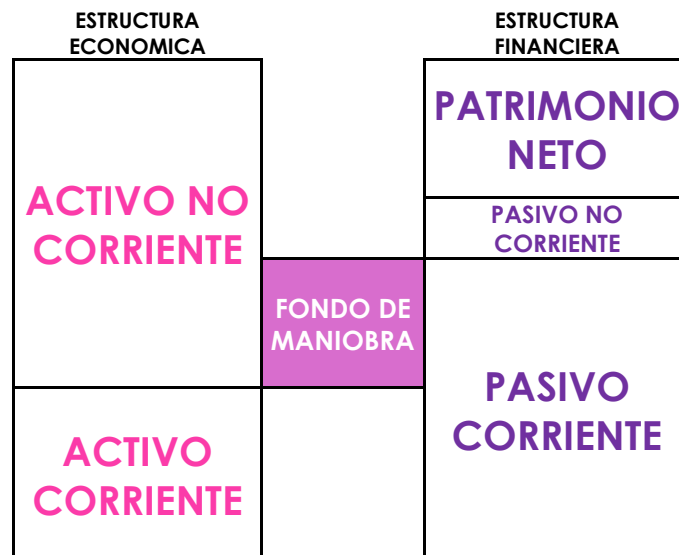 ESTRUCTURA
ECONOMICA
ACTIVO NO
CORRIENTE
ACTIVO
CORRIENTE
FONDO DE
MANIOBRA
ESTRUCTURA
FINANCIERA
PATRIMONIO
NETO
PASIVO NO
CORRIENTE
PASIVO
CORRIENTE